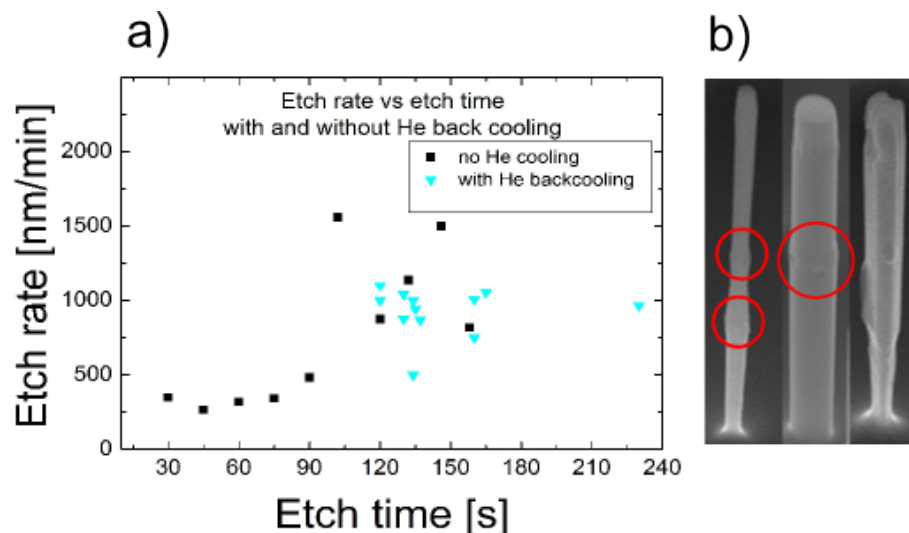 a)
b)
Etch rate vs etch time
with and without He back cooling
no He cooling
with He backcooling
Etch rate [nm/min]
2000
1500
1000
500
0
30
60
90
120
150
180
210
240
Etch time [s]